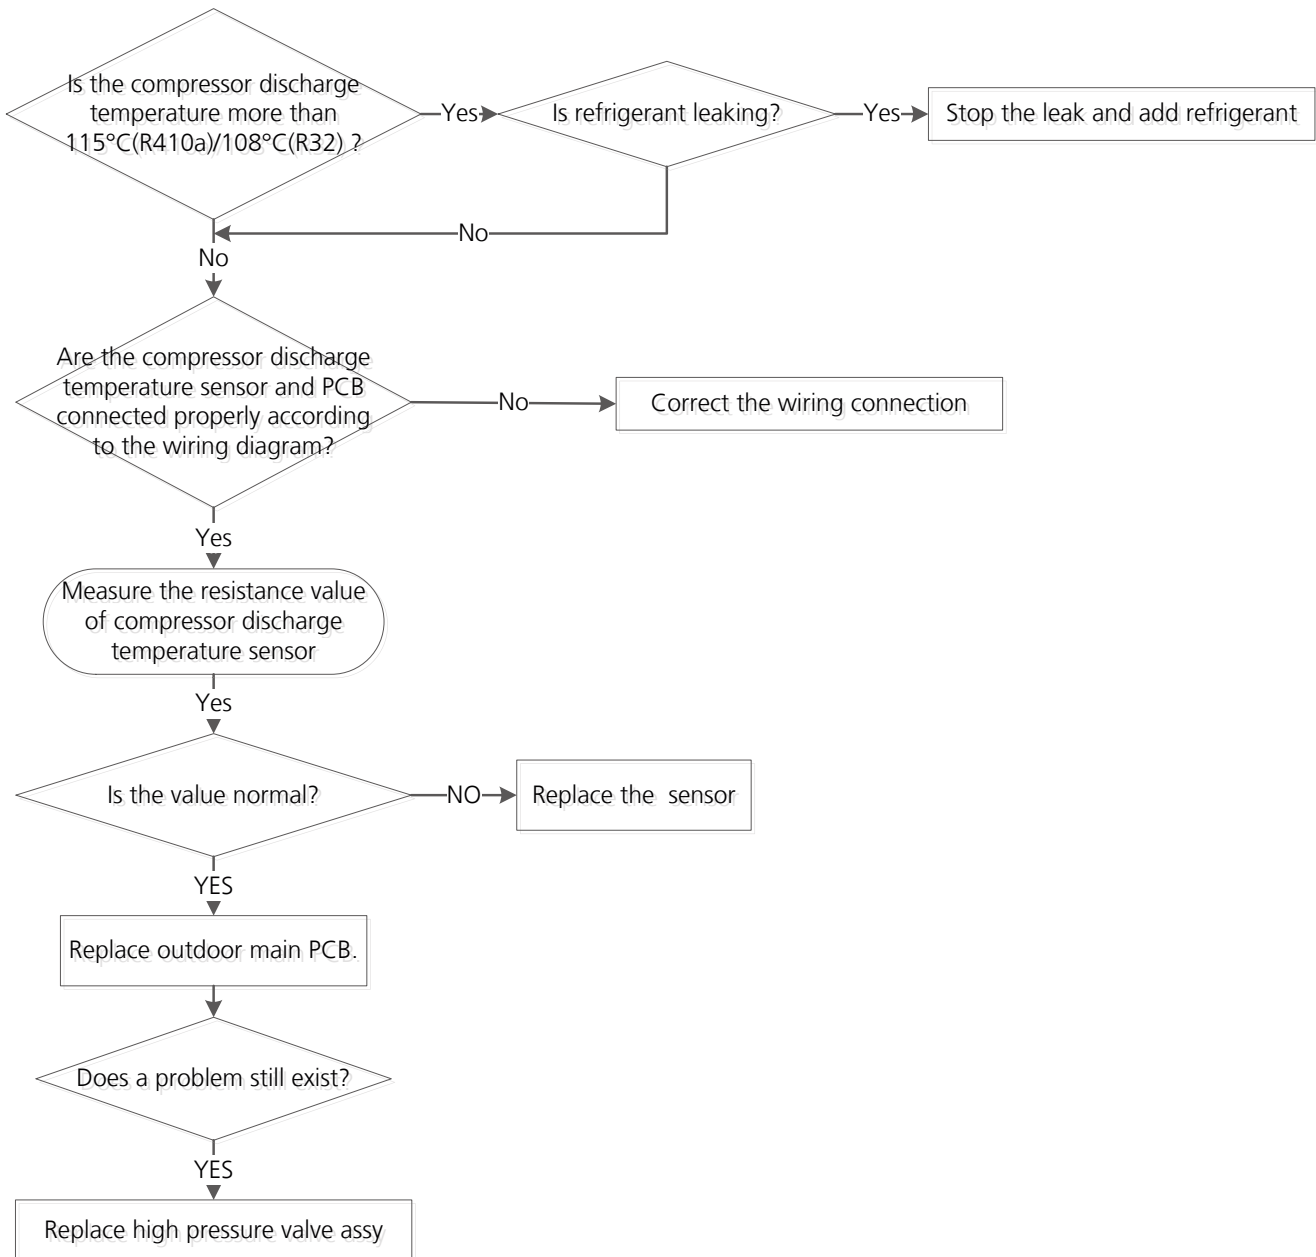 Is the compressor discharge
temperature more than
115°C(R410a)/108°C(R32) ?
Yes
Is refrigerant leaking?
Yes
Stop the leak and add refrigerant
No
No
Are the compressor discharge
temperature sensor and PCB
connected properly according
to the wiring diagram?
No
Correct the wiring connection
Yes
Measure the resistance value
of compressor discharge
temperature sensor
Yes
Is the value normal?
NO
Replace the sensor
YES
Replace outdoor main PCB.
Does a problem still exist?
YES
Replace high pressure valve assy